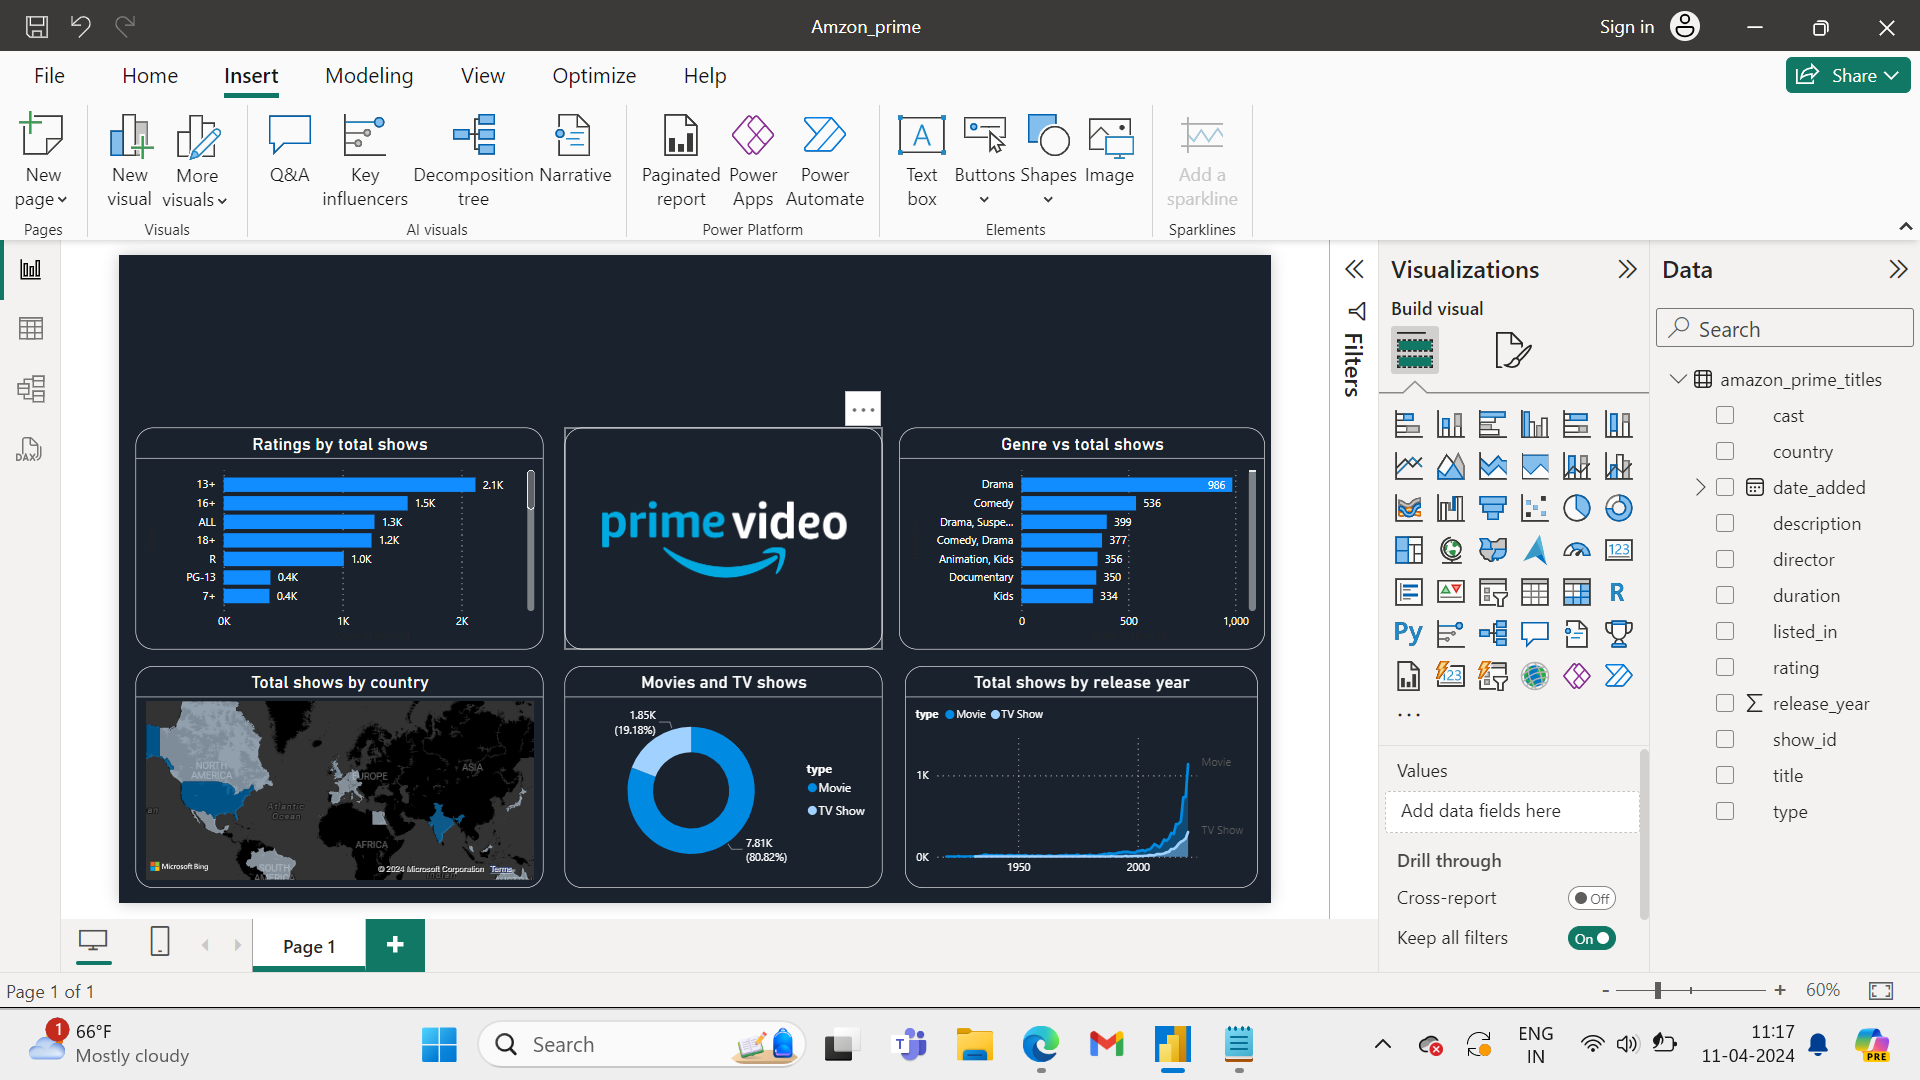 Amzon_prime
Sign in
File Home Insert Modeling View Optimize Help
Share
New page
New visual
More visuals
Q&A
Key influencers
Decomposition tree
Narrative
Paginated report
Power Apps
Power Automate
Text box
Buttons
Shapes
Image
Add a sparkline
Pages
Visuals
AI visuals
Power Platform
Elements
Sparklines
DAX
Ratings by total shows
13+ 2.1K
16+ 1.5K
ALL 1.3K
18+ 1.2K
R 1.0K
PG-13 0.4K
7+ 0.4K
0K 1K 2K
prime video
Genre vs total shows
Drama 986
Comedy 536
Drama, Suspe... 399
Comedy, Drama 377
Animation, Kids 356
Documentary 350
Kids 334
0 500 1,000
Total shows by country
NORTH AMERICA
EUROPE
ASIA
Atlantic Ocean
AFRICA
SOUTH AMERICA
Microsoft Bing
© 2024 Microsoft Corporation Terms
Movies and TV shows
1.85K
(19.18%)
type
Movie
TV Show
7.81K
(80.82%)
Total shows by release year
type Movie TV Show
1K
0K
1950 2000
Movie
TV Show
Filters
Visualizations
Build visual
123
R
Py
123
Values
Add data fields here
Drill through
Cross-report Off
Keep all filters On
Data
Search
amazon_prime_titles
cast
country
date_added
description
director
duration
listed_in
rating
release_year
show_id
title
type
Page 1
Page 1 of 1
60%
1
66°F
Mostly cloudy
Search
T
ENG
IN
11:17
11-04-2024
PRE